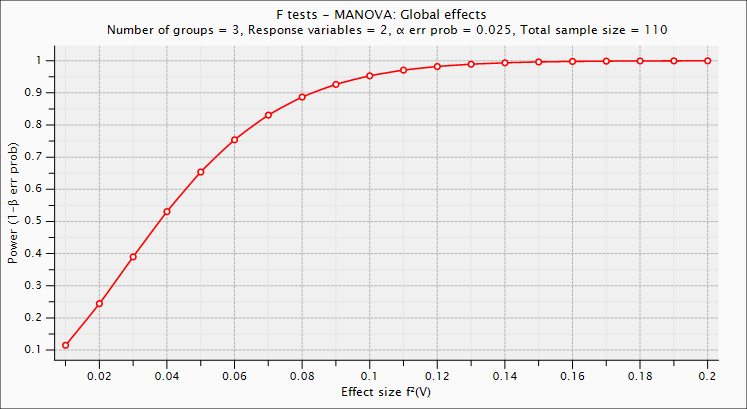 F tests - MANOVA: Global effects
Number of groups = 3, Response variables = 2, α err prob = 0.025, Total sample size = 110
Power (1-β err prob)
1
0.9
0.8
0.7
0.6
0.5
0.4
0.3
0.2
0.1
0.02 0.04 0.06 0.08 0.1 0.12 0.14 0.16 0.18 0.2
Effect size f²(V)